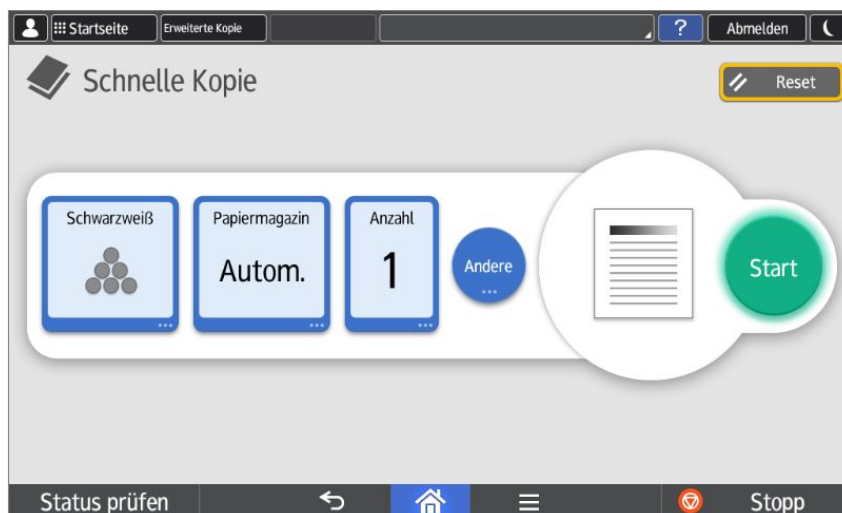 Startseite
Erweiterte Kopie
?
Abmelden
Schnelle Kopie
Reset
Schwarzweiß
Papiermagazin
Autom.
Anzahl
1
Andere
Start
Status prüfen
Stopp